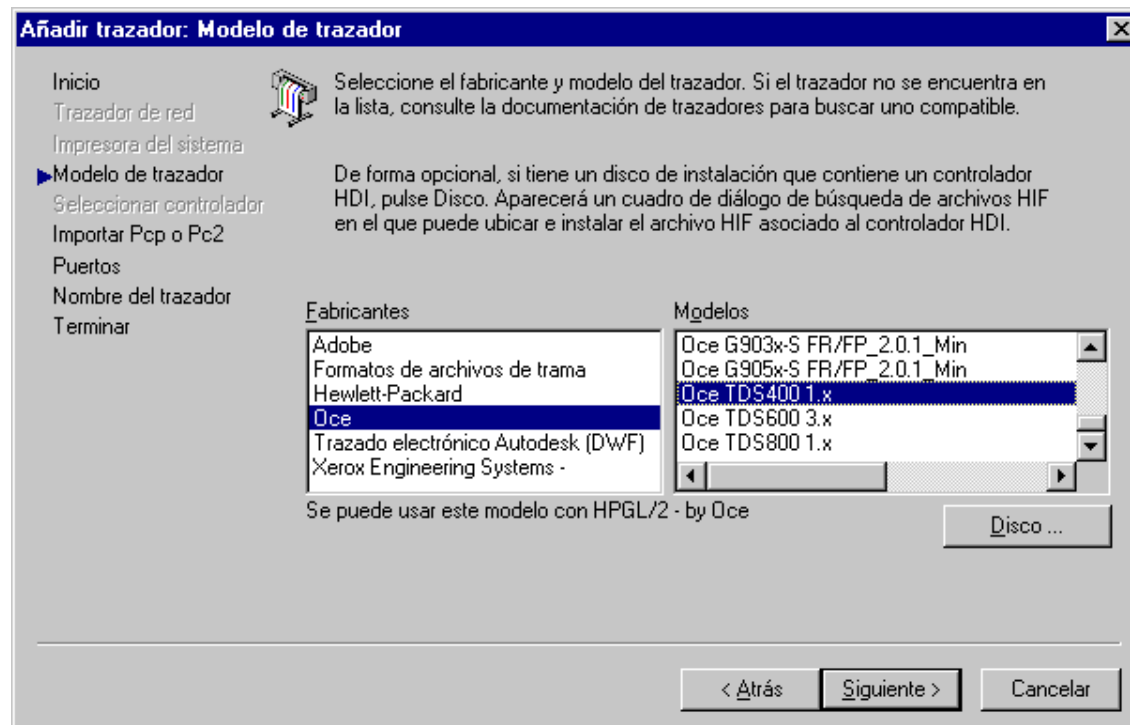 Añadir trazador: Modelo de trazador
Inicio
Trazador de red
Impresora del sistema
Modelo de trazador
Seleccionar controlador
Importar Pcp o Pc2
Puertos
Nombre del trazador
Terminar
Seleccione el fabricante y modelo del trazador. Si el trazador no se encuentra en
la lista, consulte la documentación de trazadores para buscar uno compatible.
De forma opcional, si tiene un disco de instalación que contiene un controlador
HDI, pulse Disco. Aparecerá un cuadro de diálogo de búsqueda de archivos HIF
en el que puede ubicar e instalar el archivo HIF asociado al controlador HDI.
Fabricantes
Adobe
Formatos de archivos de trama
Hewlett-Packard
Oce
Trazado electrónico Autodesk (DWF)
Xerox Engineering Systems -
Modelos
Oce G903x-S FR/FP_2.0.1_Min
Oce G905x-S FR/FP_2.0.1_Min
Oce TDS400 1.x
Oce TDS600 3.x
Oce TDS800 1.x
Se puede usar este modelo con HPGL/2 - by Oce
Disco ...
< Atrás
Siguiente >
Cancelar